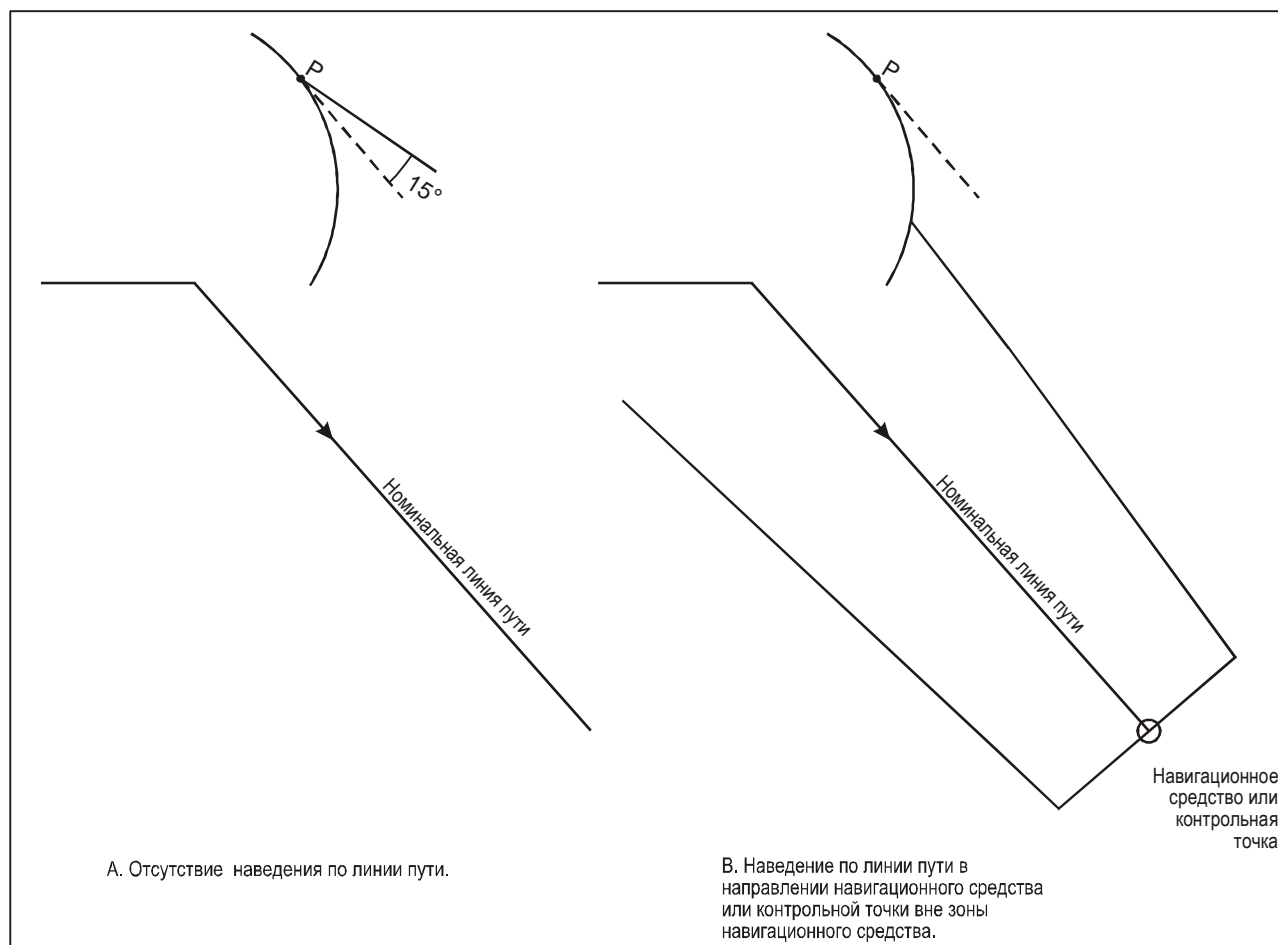 P
15°
Номинальная линия пути
А. Отсутствие наведения по линии пути.
P
Номинальная линия пути
Навигационное
средство или
контрольная
точка
В. Наведение по линии пути в
направлении навигационного средства
или контрольной точки вне зоны
навигационного средства.